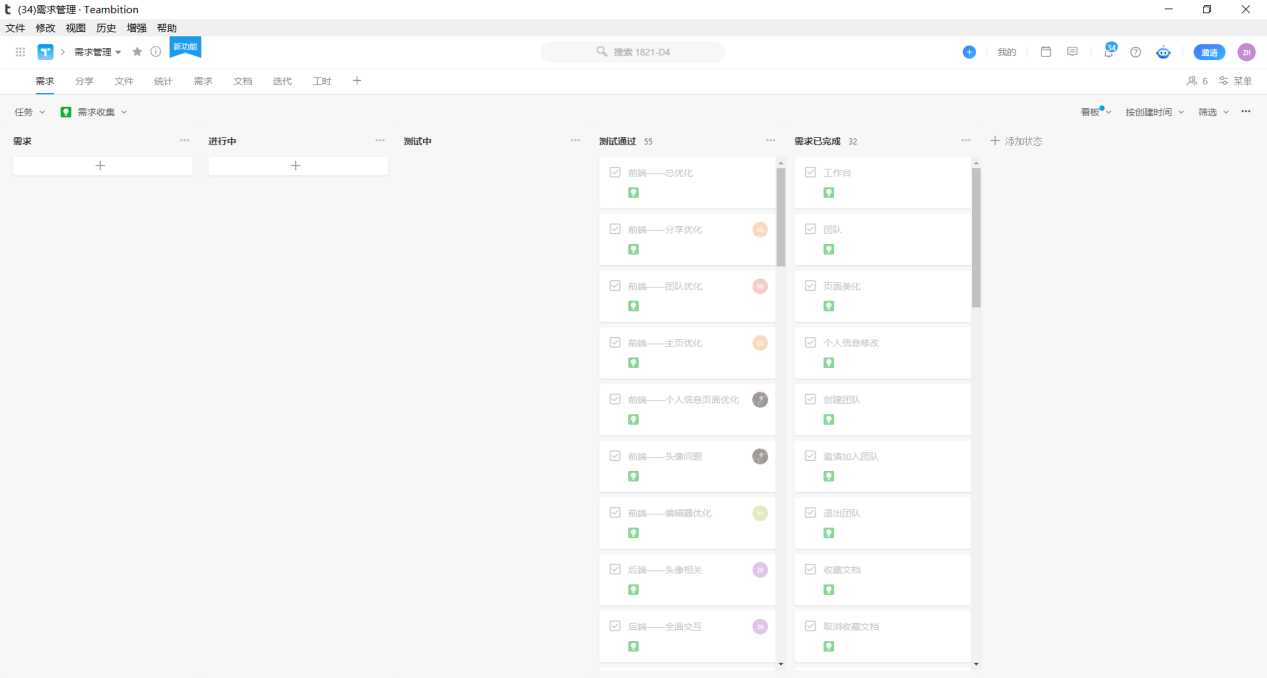 (34)需求管理 · Teambition
文件 修改 视图 历史 增强 帮助
需求管理 新功能 搜索 1821-D4 我的 34 邀请 ZH
需求 分享 文件 统计 需求 文档 迭代 工时 6 菜单
任务 需求收集 看板 按创建时间 筛选
需求 进行中 测试中 测试通过 55 需求已完成 32 添加状态
前端——总优化 工作台
前端——分享优化 团队
前端——团队优化 页面美化
前端——主页优化 个人信息修改
前端——个人信息页面优化 创建团队
前端——头像问题 邀请加入团队
前端——编辑器优化 退出团队
后端——头像相关 ZH 收藏文档
后端——全面交互 ZH 取消收藏文档